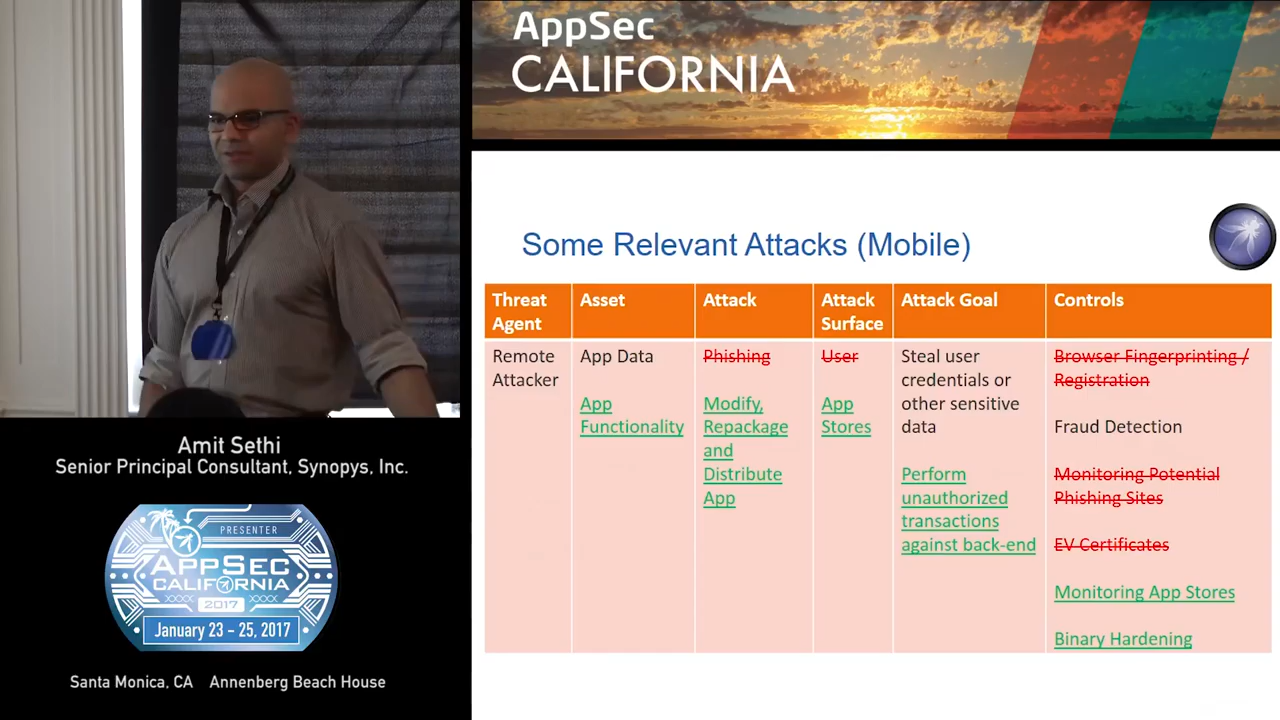 AppSec
CALIFORNIA
Some Relevant Attacks (Mobile)
Threat
Agent
Asset
Attack
Attack
Surface
Attack Goal
Controls
Remote
Attacker
App Data
App
Functionality
Phishing
Modify,
Repackage
and
Distribute
App
User
App
Stores
Steal user
credentials or
other sensitive
data
Perform
unauthorized
transactions
against back-end
Browser Fingerprinting /
Registration
Fraud Detection
Monitoring Potential
Phishing Sites
EV Certificates
Monitoring App Stores
Binary Hardening
Amit Sethi
Senior Principal Consultant, Synopys, Inc.
PRESENTER
APPSEC
CALIFORNIA
XXXX 2017 XXXX
January 23 - 25, 2017
Santa Monica, CA Annenberg Beach House